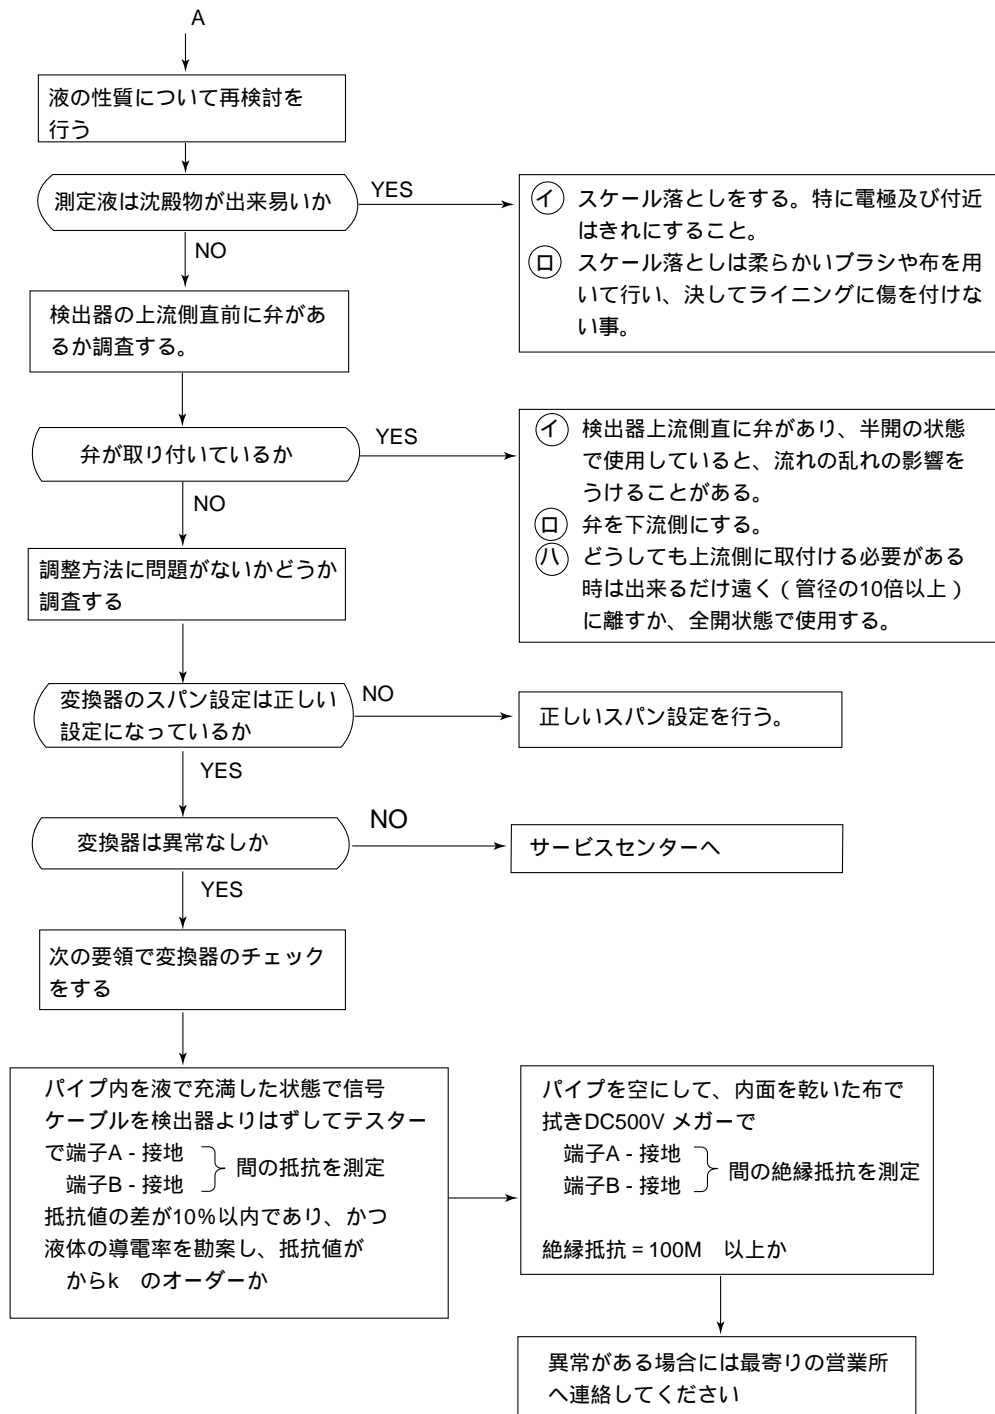 A
液の性質について再検討を
行う
測定液は沈殿物が出来易いか
YES
イ スケール落としをする。特に電極及び付近
はきれにすること。
ロ スケール落としは柔らかいブラシや布を用
いて行い、決してライニングに傷を付けな
い事。
NO
検出器の上流側直前に弁があ
るか調査する。
弁が取り付いているか
YES
イ 検出器上流側直に弁があり、半開の状態
で使用していると、流れの乱れの影響を
うけることがある。
ロ 弁を下流側にする。
ハ どうしても上流側に取付ける必要がある
時は出来るだけ遠く（管径の10倍以上）
に離すか、全開状態で使用する。
NO
調整方法に問題がないかどうか
調査する
変換器のスパン設定は正しい
設定になっているか
NO
正しいスパン設定を行う。
YES
変換器は異常なしか
NO
サービスセンターへ
YES
次の要領で変換器のチェック
をする
パイプ内を液で充満した状態で信号
ケーブルを検出器よりはずしてテスター
で端子A - 接地
端子B - 接地
間の抵抗を測定
抵抗値の差が10％以内であり、かつ
液体の導電率を勘案し、抵抗値が
からk のオーダーか
パイプを空にして、内面を乾いた布で
拭きDC500V メガーで
端子A - 接地
端子B - 接地
間の絶縁抵抗を測定
絶縁抵抗 = 100M 以上か
異常がある場合には最寄りの営業所
へ連絡してください